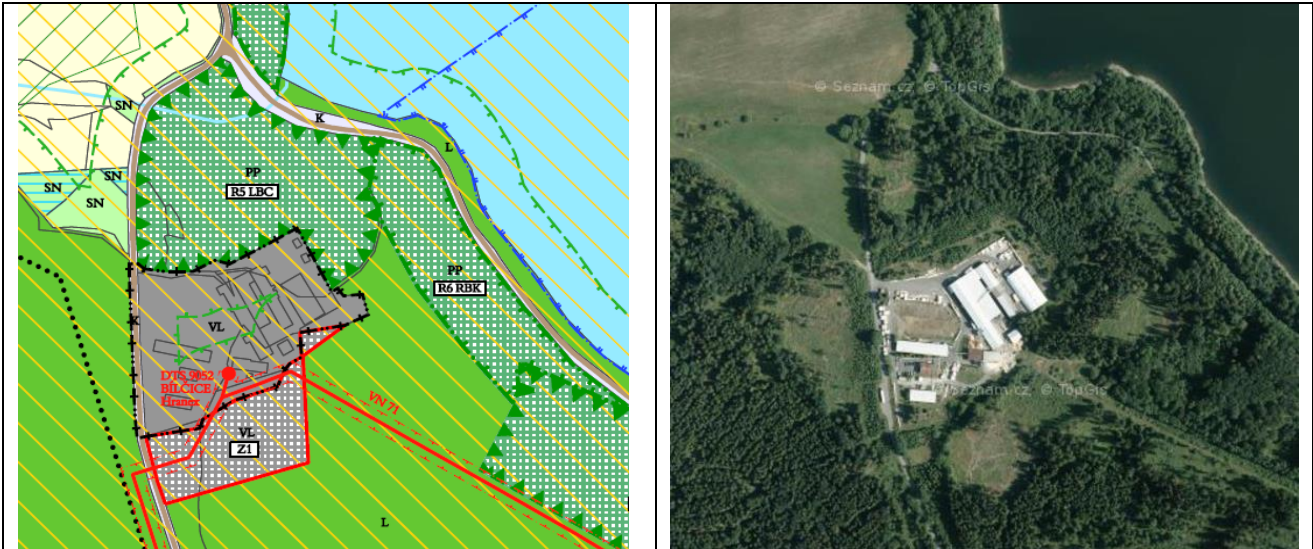 SN
K
L
PP
R5 LBC
SN
SN
SN
PP
R6 RBK
VL
K
DTS 9052
BÍLČICE
Hranex
VN 71
VL
Z1
L
© Seznam.cz, © TopGis
© Seznam.cz, © TopGis